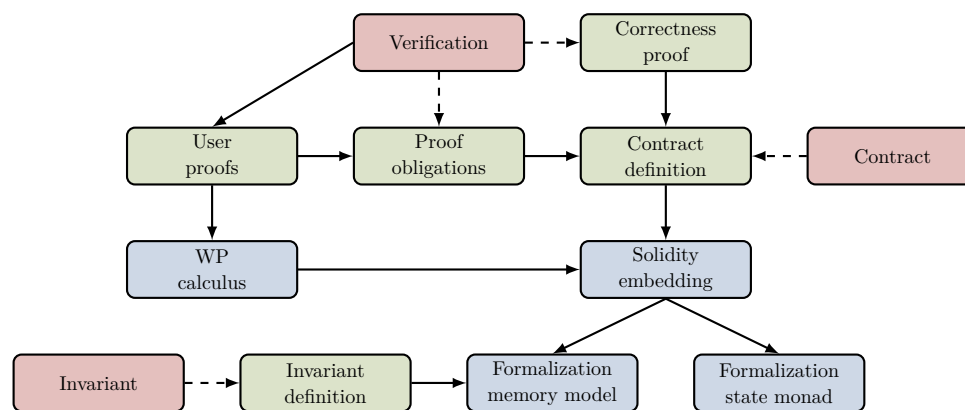 Verification
Correctness
proof
User
proofs
Proof
obligations
Contract
definition
Contract
WP
calculus
Solidity
embedding
Invariant
Invariant
definition
Formalization
memory model
Formalization
state monad